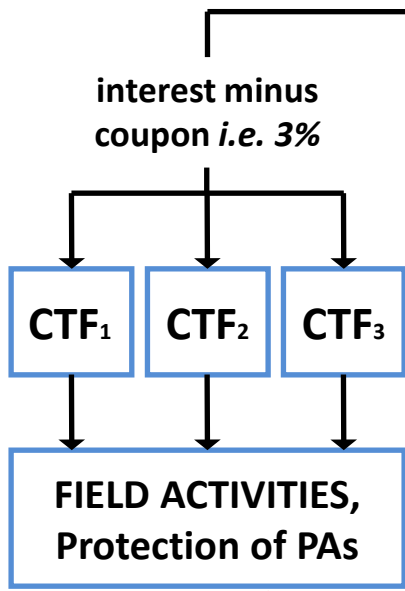 interest minus
coupon i.e. 3%
CTF₁ CTF₂ CTF₃
FIELD ACTIVITIES,
Protection of PAs